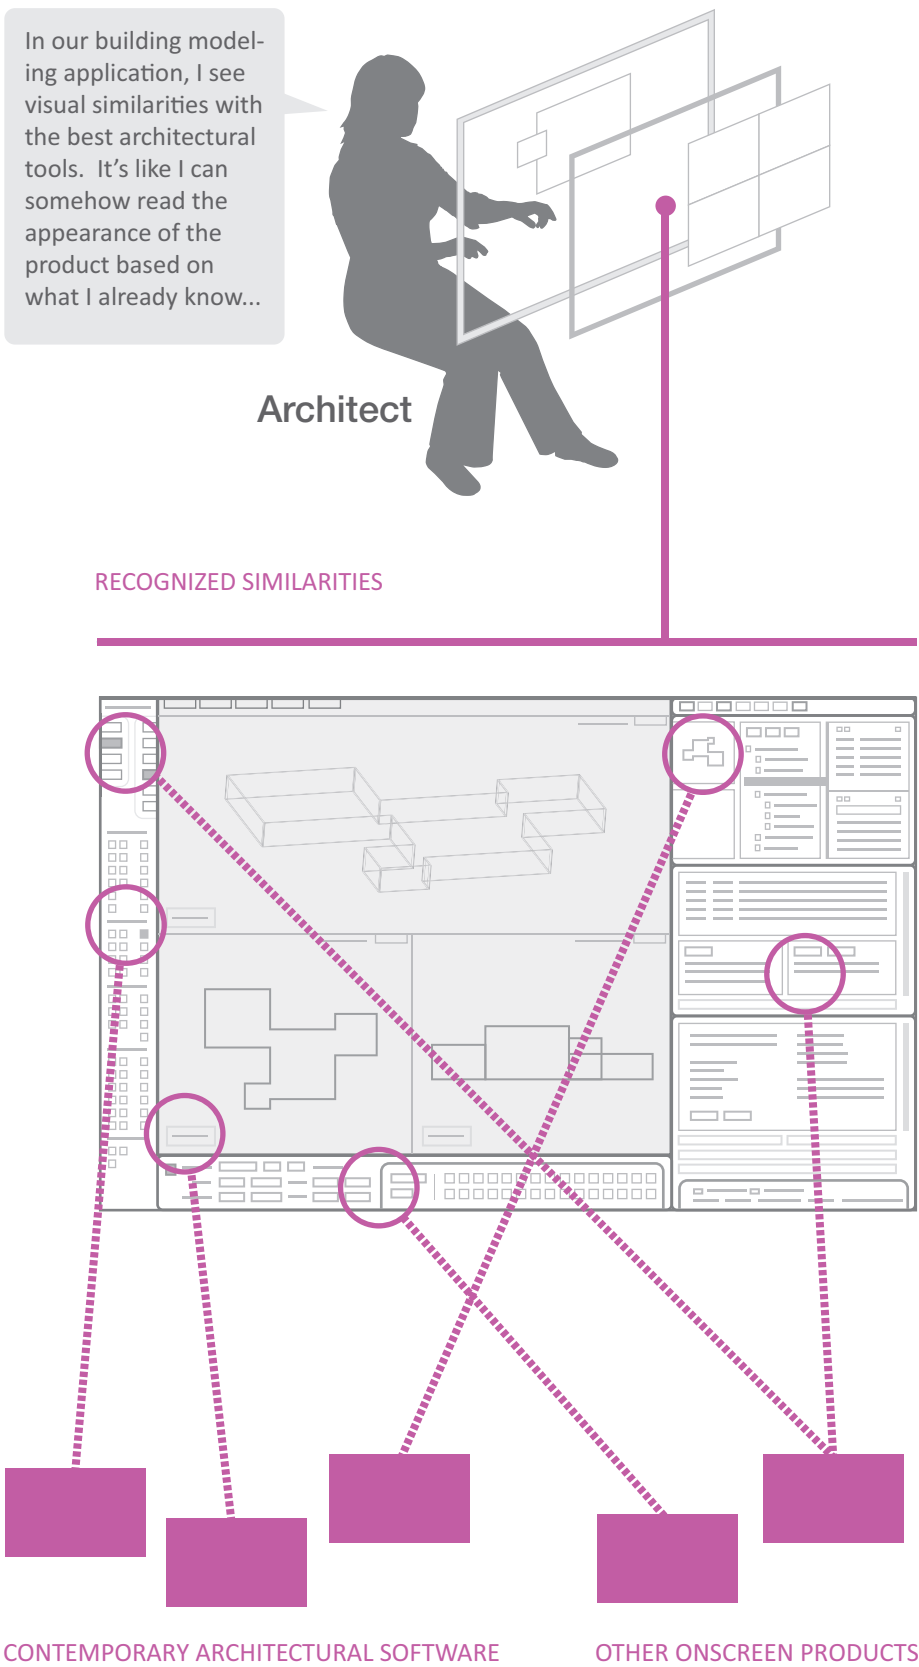 In our building model-
ing application, I see
visual similarities with
the best architectural
tools.  It's like I can
somehow read the
appearance of the
product based on
what I already know...
Architect
RECOGNIZED SIMILARITIES
CONTEMPORARY ARCHITECTURAL SOFTWARE
OTHER ONSCREEN PRODUCTS